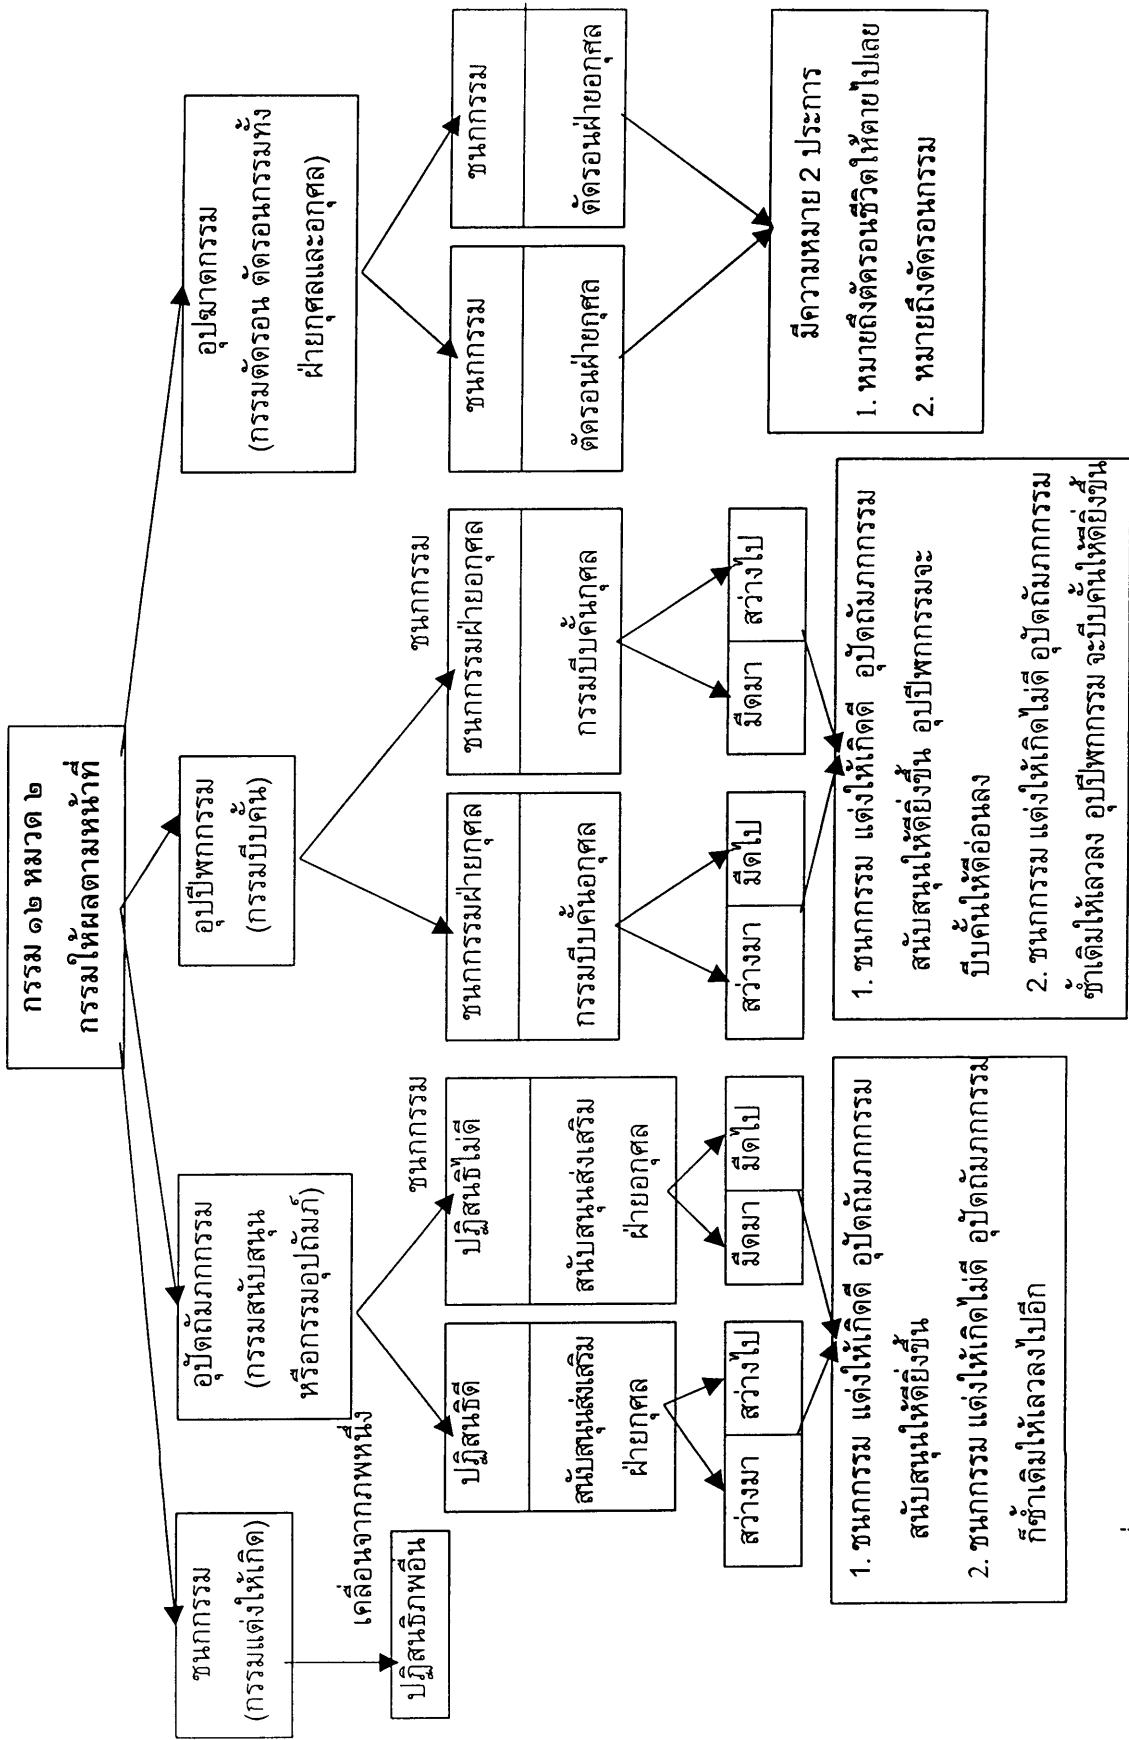 กรรม ๑๒ หมวด ๒
กรรมให้ผลตามหน้าที่
ชนกกรรม
(กรรมแต่งให้เกิด)
เคลื่อนจากภพหนึ่ง
ปฏิสนธิภพอื่น
อุปัตถัมภกกรรม
(กรรมสนับสนุน
หรือกรรมอุปถัมภ์)
ปฏิสนธิดี
สนับสนุนส่งเสริม
ฝ่ายกุศล
สว่างมา
สว่างไป
ชนกกรรม
ปฏิสนธิไม่ดี
สนับสนุนส่งเสริม
ฝ่ายอกุศล
มืดมา
มืดไป
1. ชนกกรรม แต่งให้เกิดดี อุปัตถัมภกกรรม
สนับสนุนให้ดียิ่งขึ้น
2. ชนกกรรม แต่งให้เกิดไม่ดี อุปัตถัมภกกรรม
ก็ซ้ำเติมให้เลวลงไปอีก
อุปปีฬกกรรม
(กรรมบีบคั้น)
ชนกกรรมฝ่ายกุศล
กรรมบีบคั้นอกุศล
สว่างมา
มืดไป
ชนกกรรม
ชนกกรรมฝ่ายอกุศล
กรรมบีบคั้นกุศล
มืดมา
สว่างไป
1. ชนกกรรม แต่งให้เกิดดี อุปัตถัมภกกรรม
สนับสนุนให้ดียิ่งขึ้น อุปปีฬกกรรมจะ
บีบคั้นให้ดีอ่อนลง
2. ชนกกรรม แต่งให้เกิดไม่ดี อุปัตถัมภกกรรม
ซ้ำเติมให้เลวลง อุปปีฬกกรรม จะบีบคั้นให้ดียิ่งขึ้น
อุปฆาตกรรม
(กรรมตัดรอน ตัดรอนกรรมทั้ง
ฝ่ายกุศลและอกุศล)
ชนกกรรม
ตัดรอนฝ่ายกุศล
ชนกกรรม
ตัดรอนฝ่ายอกุศล
มีความหมาย 2 ประการ
1. หมายถึงตัดรอนชีวิตให้ตายไปเลย
2. หมายถึงตัดรอนกรรม